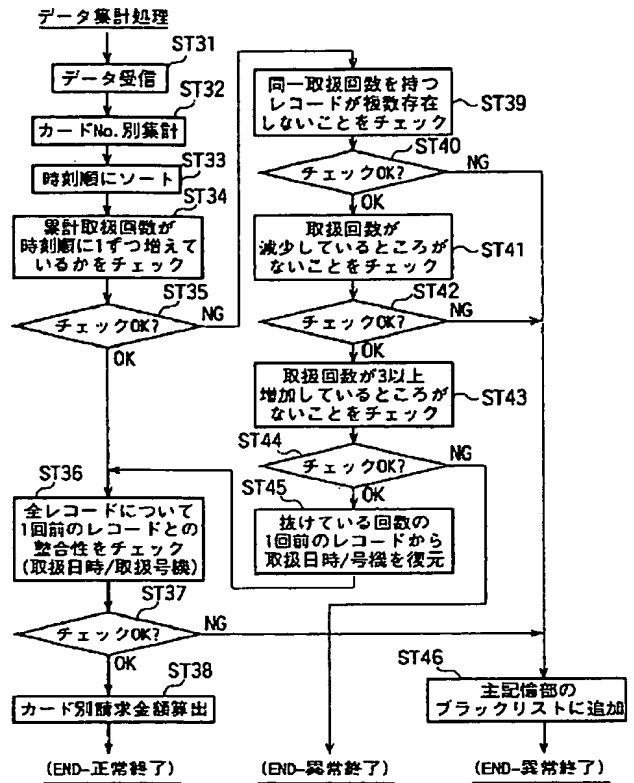 データ集計処理
ST31
データ受信
ST32
カードNo.別集計
ST33
時刻順にソート
ST34
累計取扱回数が
時刻順に1ずつ増えて
いるかをチェック
ST35
チェックOK?
NG
OK
ST36
全レコードについて
1回前のレコードとの
整合性をチェック
(取扱日時/取扱号機)
ST37
チェックOK?
NG
OK
ST38
カード別請求金額算出
(END-正常終了)
同一取扱回数を持つ
レコードが複数存在
しないことをチェック
ST39
ST40
チェックOK?
NG
OK
取扱回数が
減少しているところが
ないことをチェック
ST41
ST42
チェックOK?
NG
OK
取扱回数が3以上
増加しているところが
ないことをチェック
ST43
ST44
チェックOK?
NG
OK
ST45
抜けている回数の
1回前のレコードから
取扱日時/号機を復元
(END-異常終了)
ST46
主記憶部の
ブラックリストに追加
(END-異常終了)